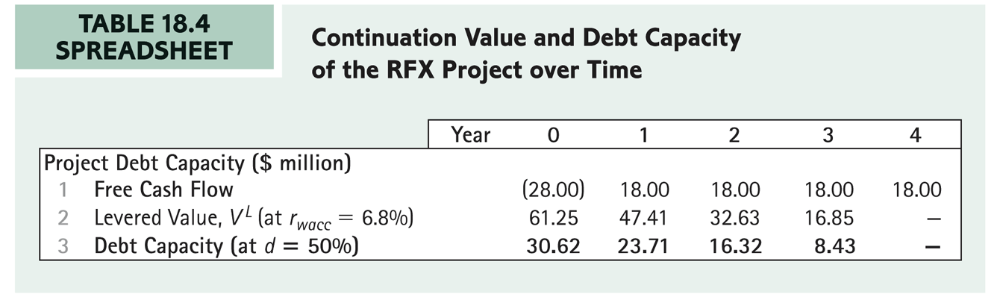 TABLE 18.4
SPREADSHEET
Continuation Value and Debt Capacity
of the RFX Project over Time
Year 0 1 2 3 4
Project Debt Capacity ($ million)
1 Free Cash Flow (28.00) 18.00 18.00 18.00 18.00
2 Levered Value, V^L (at r_wacc = 6.8%) 61.25 47.41 32.63 16.85 –
3 Debt Capacity (at d = 50%) 30.62 23.71 16.32 8.43 –